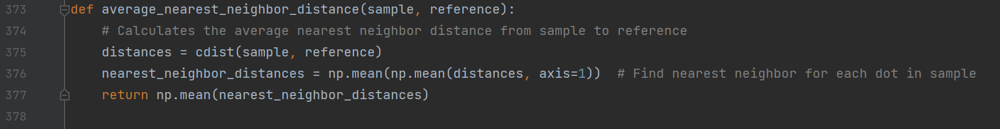 373 def average_nearest_neighbor_distance(sample, reference):
374     # Calculates the average nearest neighbor distance from sample to reference
375     distances = cdist(sample, reference)
376     nearest_neighbor_distances = np.mean(np.mean(distances, axis=1))  # Find nearest neighbor for each dot in sample
377     return np.mean(nearest_neighbor_distances)
378